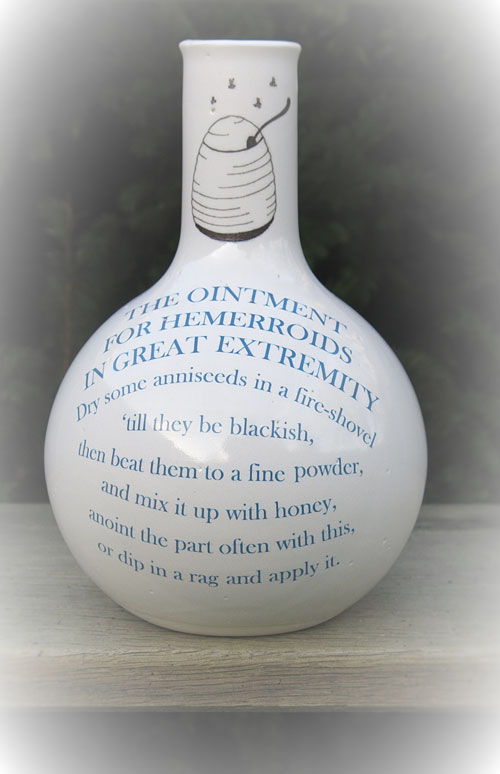 THE OINTMENT
FOR HEMERROIDS
IN GREAT EXTREMITY
Dry some anniseeds in a fire-shovel
'till they be blackish,
then beat them to a fine powder,
and mix it up with honey,
anoint the part often with this,
or dip in a rag and apply it.